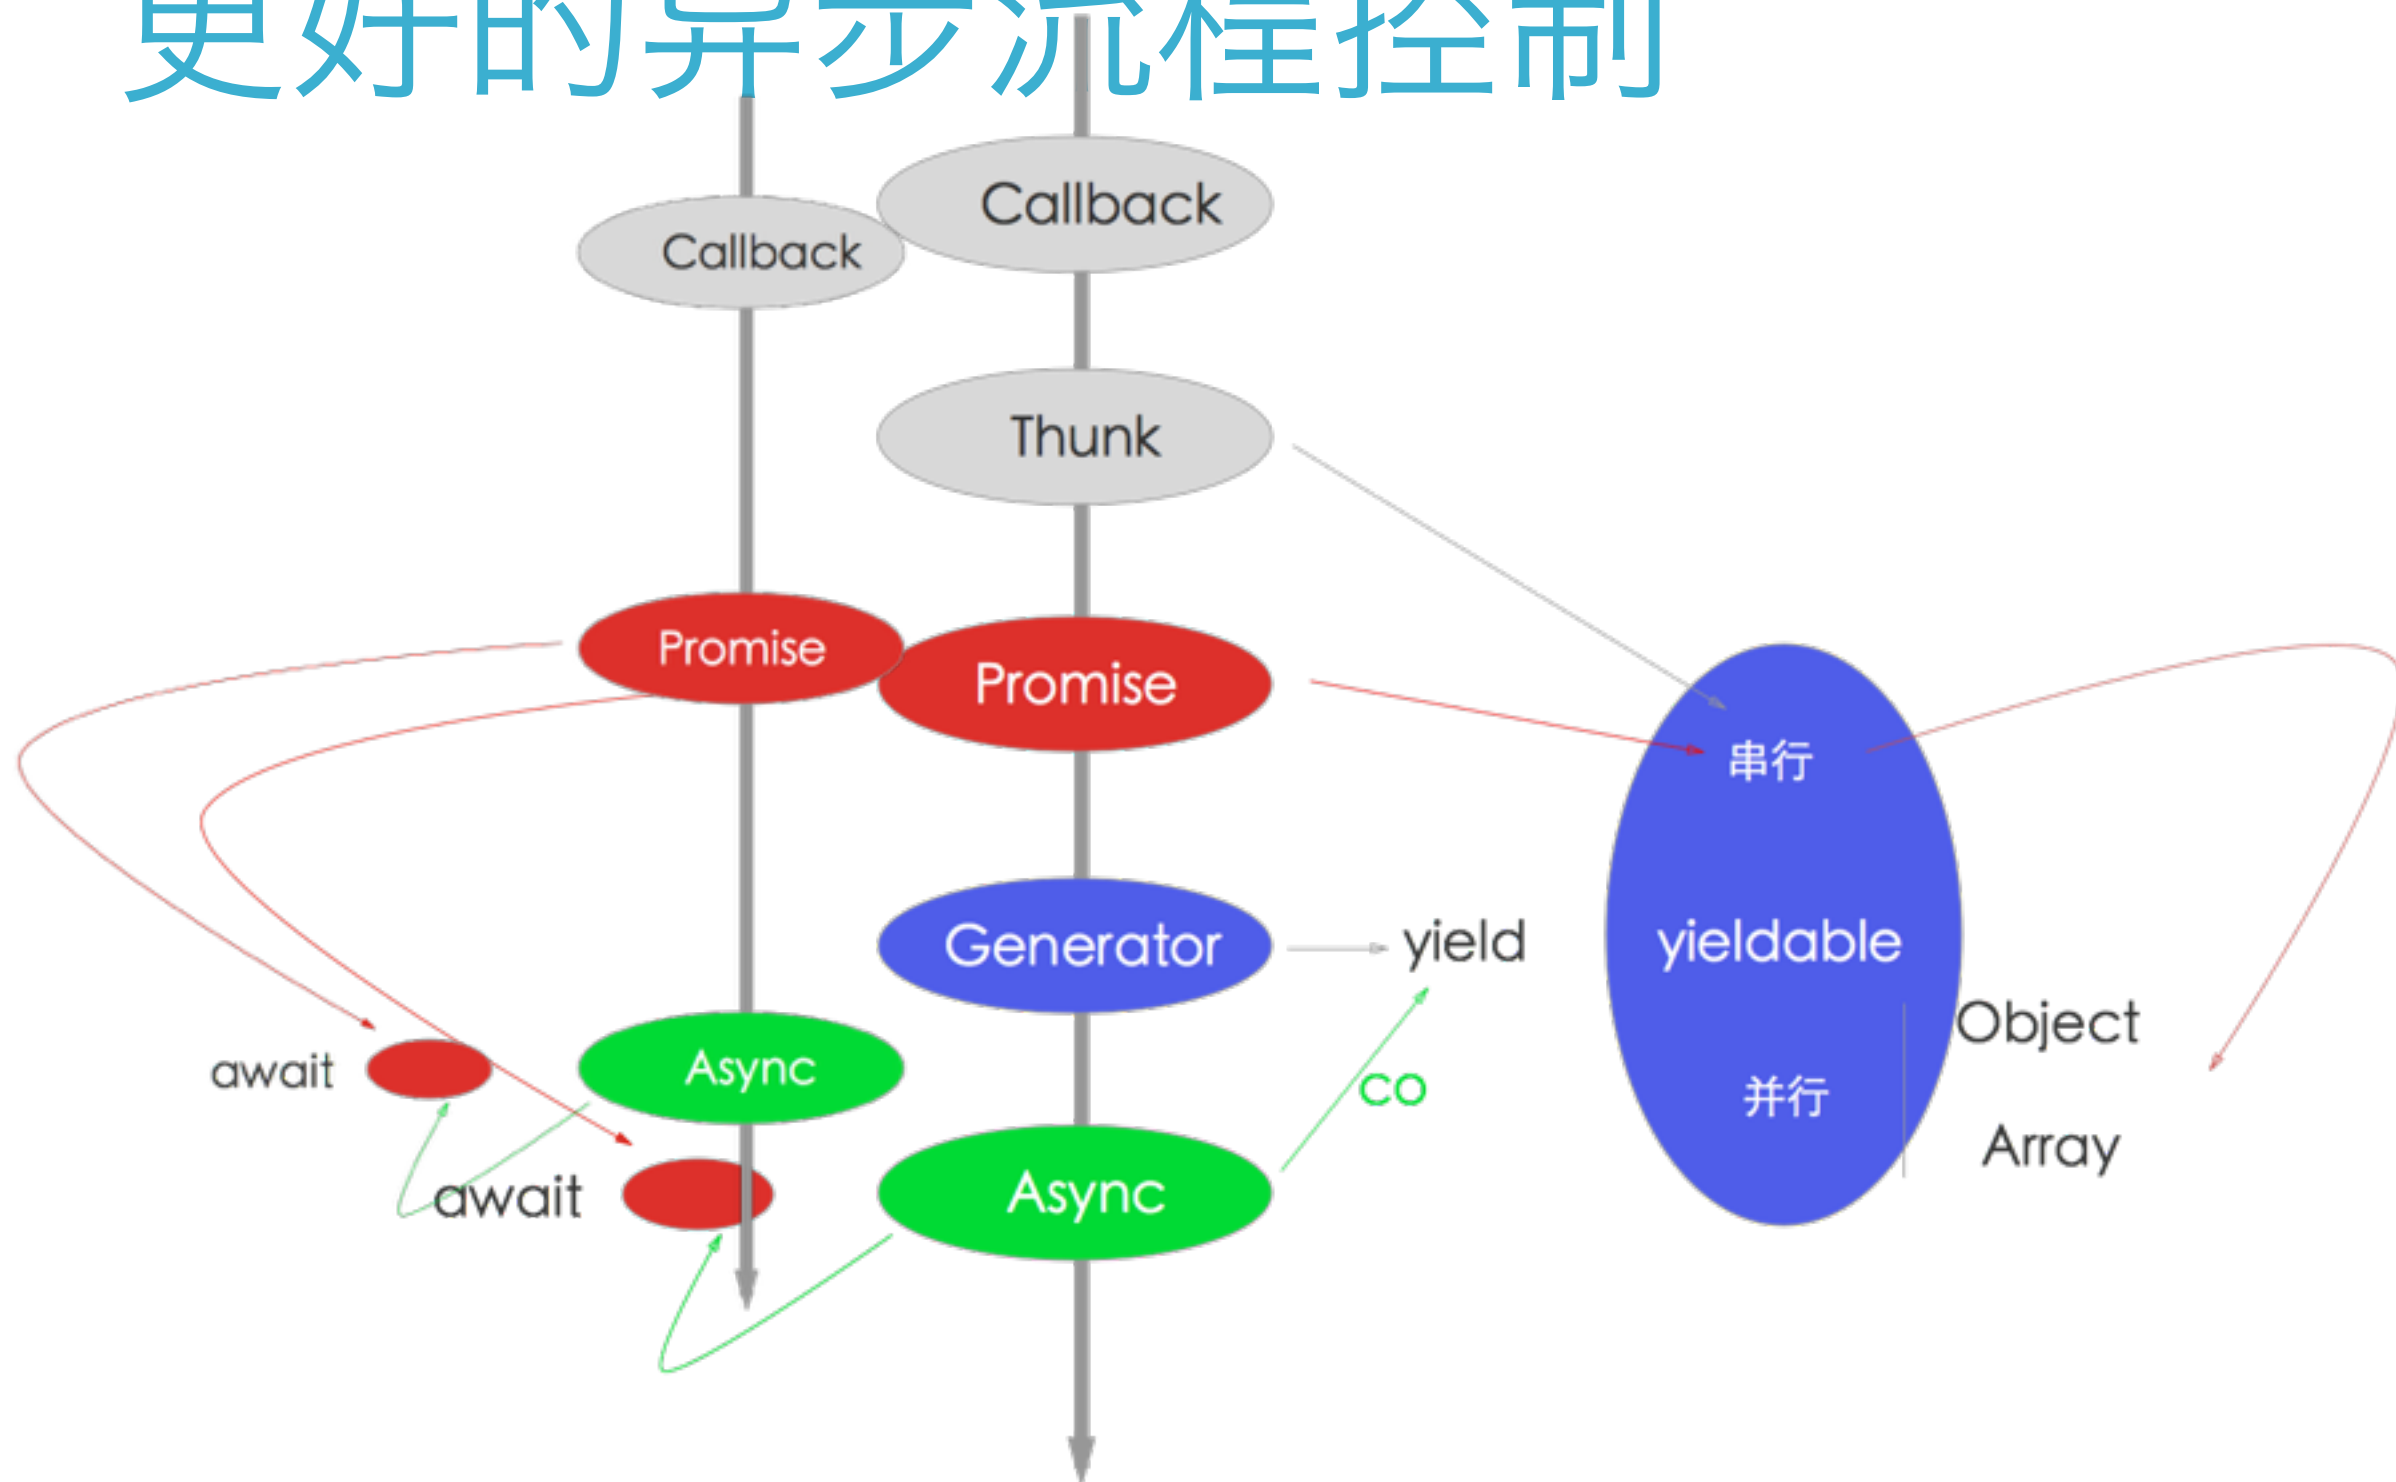 更好的异步流程控制
Callback
Callback
Thunk
Promise
Promise
串行
Generator
yield
yieldable
Object
await
Async
co
并行
Array
await
Async